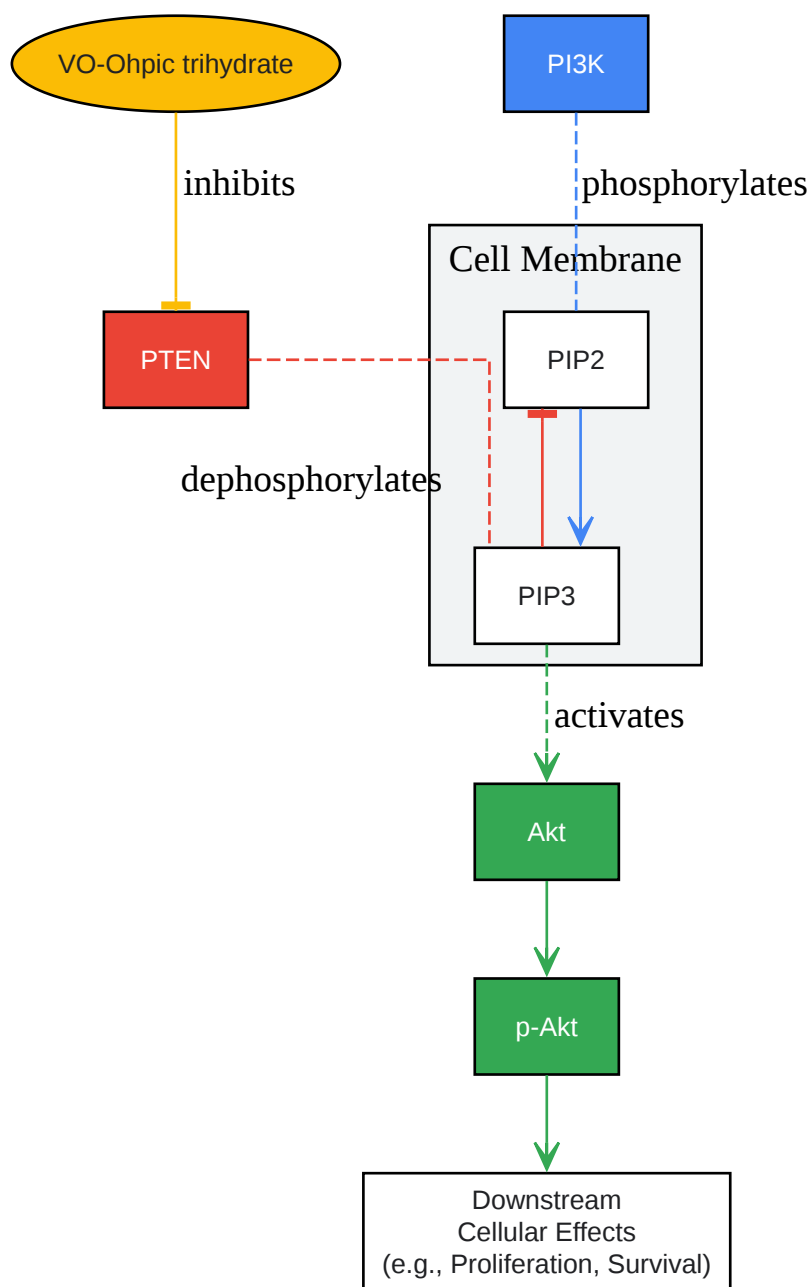 VO-Ohpic trihydrate
PI3K
inhibits
phosphorylates
Cell Membrane
PTEN
PIP2
dephosphorylates
PIP3
activates
Akt
p-Akt
Downstream
Cellular Effects
(e.g., Proliferation, Survival)